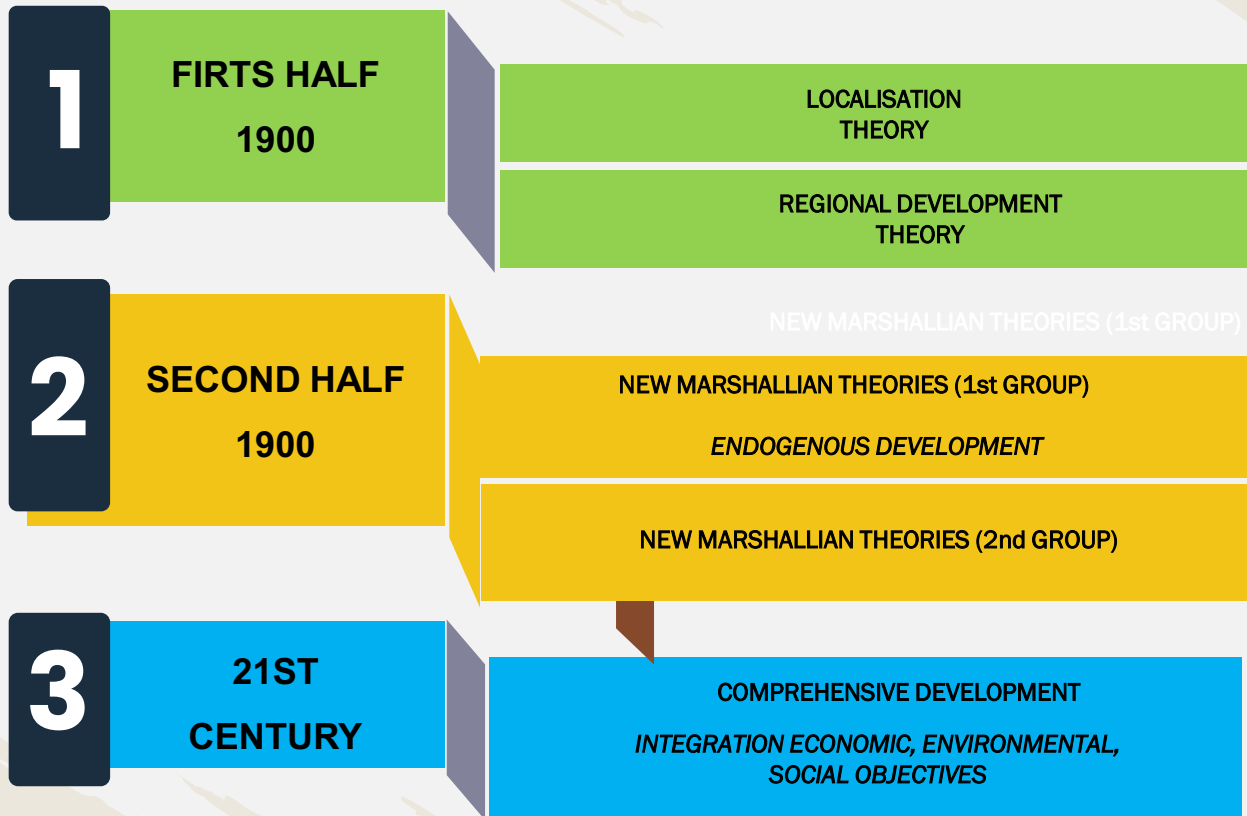 1
FIRTS HALF
1900
LOCALISATION
THEORY
REGIONAL DEVELOPMENT
THEORY
NEW MARSHALLIAN THEORIES (1st GROUP)
2
SECOND HALF
1900
NEW MARSHALLIAN THEORIES (1st GROUP)
ENDOGENOUS DEVELOPMENT
NEW MARSHALLIAN THEORIES (2nd GROUP)
3
21ST
CENTURY
COMPREHENSIVE DEVELOPMENT
INTEGRATION ECONOMIC, ENVIRONMENTAL,
SOCIAL OBJECTIVES